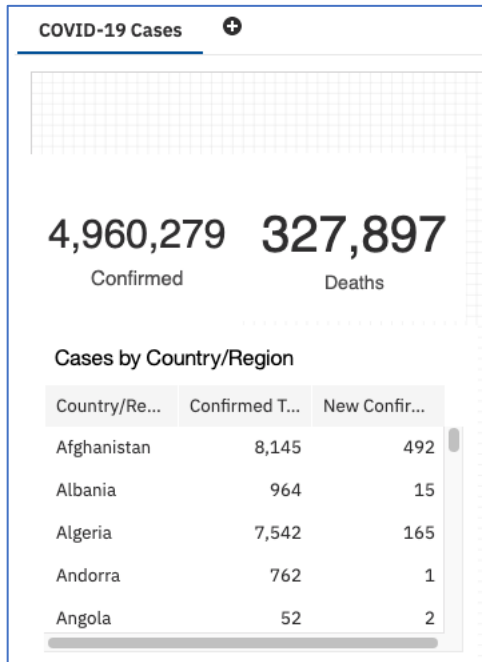 COVID-19 Cases
4,960,279 327,897
Confirmed Deaths
Cases by Country/Region
Country/Re... Confirmed T... New Confir...
Afghanistan 8,145 492
Albania 964 15
Algeria 7,542 165
Andorra 762 1
Angola 52 2